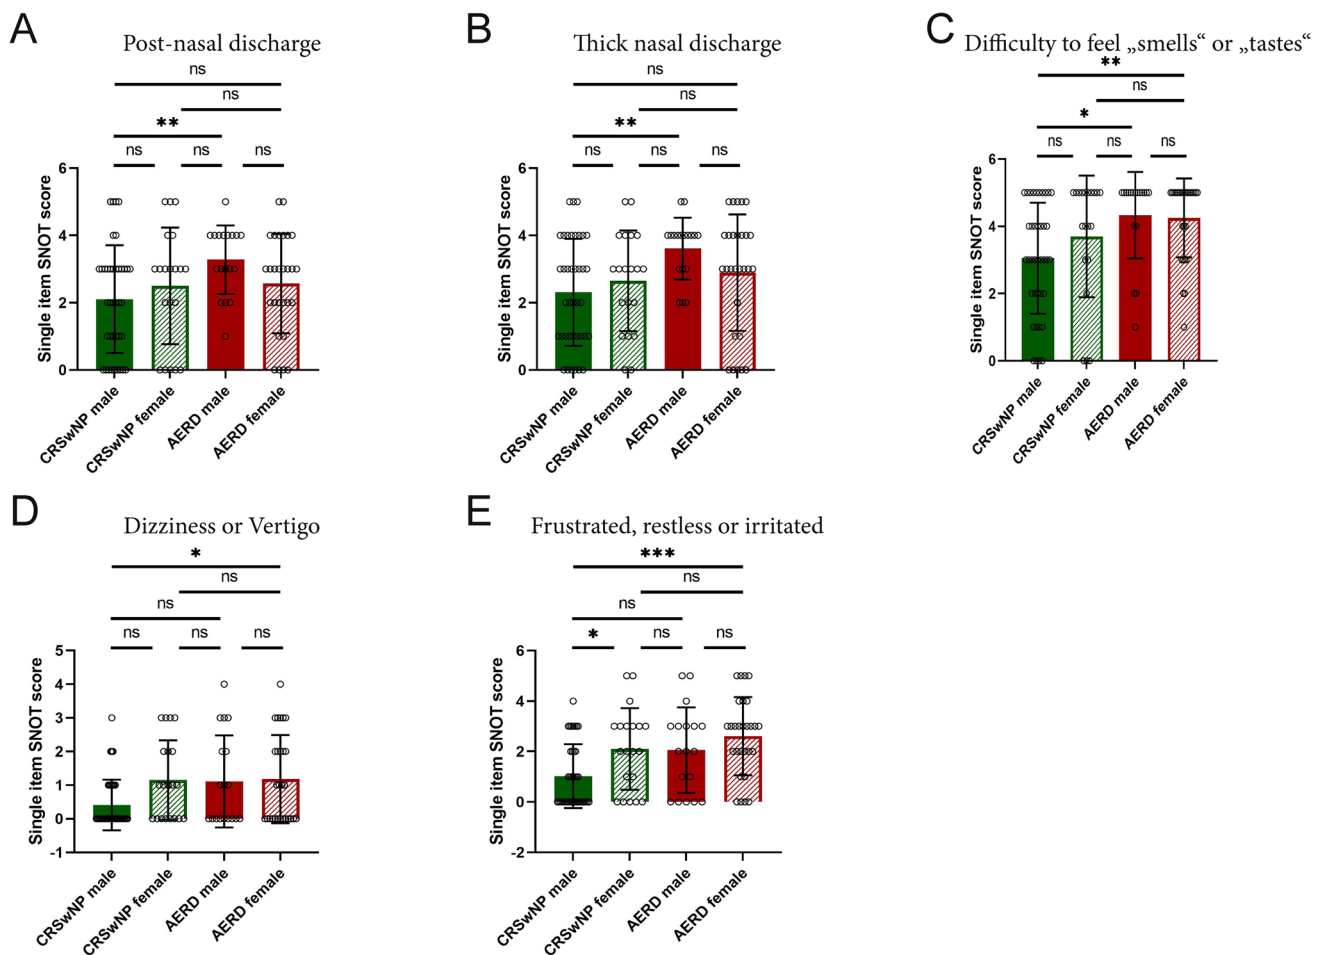 A
Post-nasal discharge
ns
ns
**
ns ns ns
Single item SNOT score
6
4
2
0
CRSwNP male
CRSwNP female
AERD male
AERD female
B
Thick nasal discharge
ns
ns
**
ns ns ns
Single item SNOT score
6
4
2
0
CRSwNP male
CRSwNP female
AERD male
AERD female
C
Difficulty to feel „smells“ or „tastes“
**
ns
*
ns ns ns
Single item SNOT score
6
4
2
0
CRSwNP male
CRSwNP female
AERD male
AERD female
D
Dizziness or Vertigo
*
ns
ns
ns ns ns
Single item SNOT score
5
4
3
2
1
0
-1
CRSwNP male
CRSwNP female
AERD male
AERD female
E
Frustrated, restless or irritated
***
ns
ns
* ns ns
Single item SNOT score
6
4
2
0
-2
CRSwNP male
CRSwNP female
AERD male
AERD female